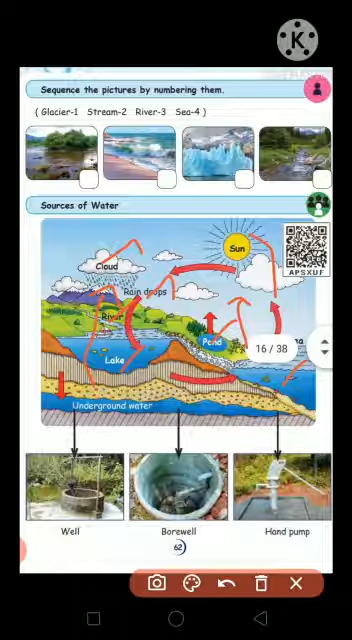 K
Sequence the pictures by numbering them.
( Glacier-1 Stream-2 River-3 Sea-4 )
Sources of Water
Sun
Cloud
APSXUF
Rain drops
River
Pond
16 / 38
Lake
Underground water
Well
Borewell
Hand pump
62